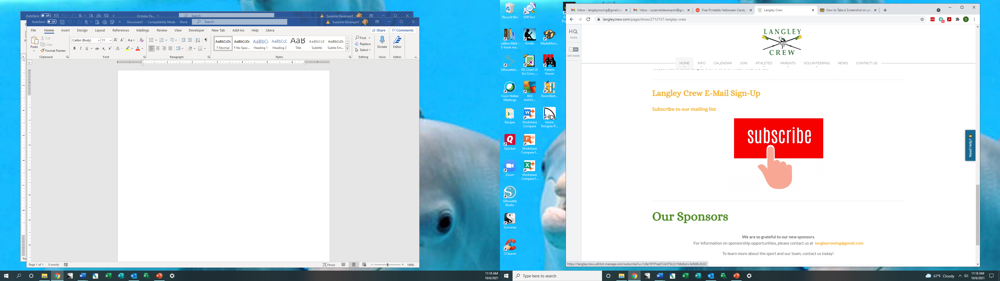 AutoSave Off
October Pa...
Search
Suzanne Davenport
AutoSave Off
Document1 - Compatibility Mode - Word
Search
Suzanne Davenport
File Home Insert Design Layout References Mailings Review View Developer New Tab Add-ins Help Litera
Share Comments
Paste
Cut
Copy
Format Painter
Calibri (Body) 11
AaBbCcDc AaBbCcDc AaBbCc AaBbCcD AaB AaBbCcD AaBbCcDc
¶ Normal ¶ No Spac... Heading 1 Heading 2 Title Subtitle Subtle Em...
Find
Replace
Select
Dictate
Editor
Clipboard Font Paragraph Styles Editing Voice Editor
Page 1 of 1 0 words
Focus
100%
11:18 AM
10/6/2021
Recycle Bin
'Diff Doc'
calibre 64bit - E-book ma...
Kindle
MediaMon...
SilhouetteL...
KG-Chart LE for Cross ...
Pattern Viewer
Cisco Webex Meetings
AVG AntiVir...
RoomSket...
Recipes
Workshare Compare
Home Designer P...
Quicken
Workshare Compare f...
Zoom
Workshare Compare f...
Silhouette Studio
Scrivener
CCleaner
Inbox - langleyrowing@gmail.co
Inbox - suzanneldavenport@goo
Free Printable Halloween Candy
Langley Crew
How to Take a Screenshot on you
langleycrew.com/page/show/2712157-langley-crew
HQ
Home
OFF
Edit Mode
LANGLEY
CREW
HOME INFO CALENDAR JOIN ATHLETES PARENTS VOLUNTEERING NEWS CONTACT US
Langley Crew E-Mail Sign-Up
Subscribe to our mailing list
subscribe
Need Help?
Our Sponsors
We are so grateful to our new sponsors.
For information on sponsorship opportunities, please contact us at langleyrowing@gmail.com
To learn more about the sport and our team, contact us today!
https://langleycrew.us9.list-manage.com/subscribe?u=1c8e191f7ea012e570c2c1fdb&id=3e9d8c2b32
Type here to search
67°F Cloudy
11:18 AM
10/6/2021